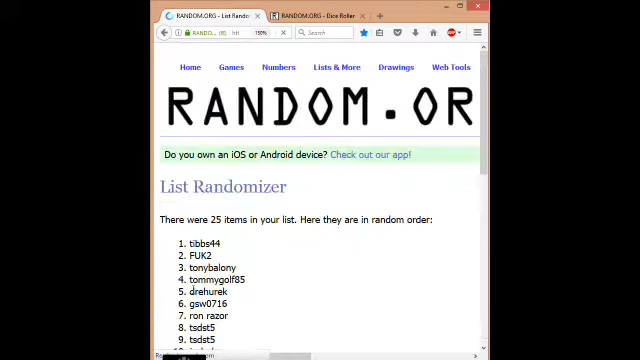 RANDOM.ORG - List Rando
RANDOM.ORG - Dice Roller
RANDO... htt 150% Search
Home Games Numbers Lists & More Drawings Web Tools
RANDOM.OR
Do you own an iOS or Android device? Check out our app!
List Randomizer
There were 25 items in your list. Here they are in random order:
1. tibbs44
2. FUK2
3. tonybalony
4. tommygolf85
5. drehurek
6. gsw0716
7. ron razor
8. tsdst5
9. tsdst5